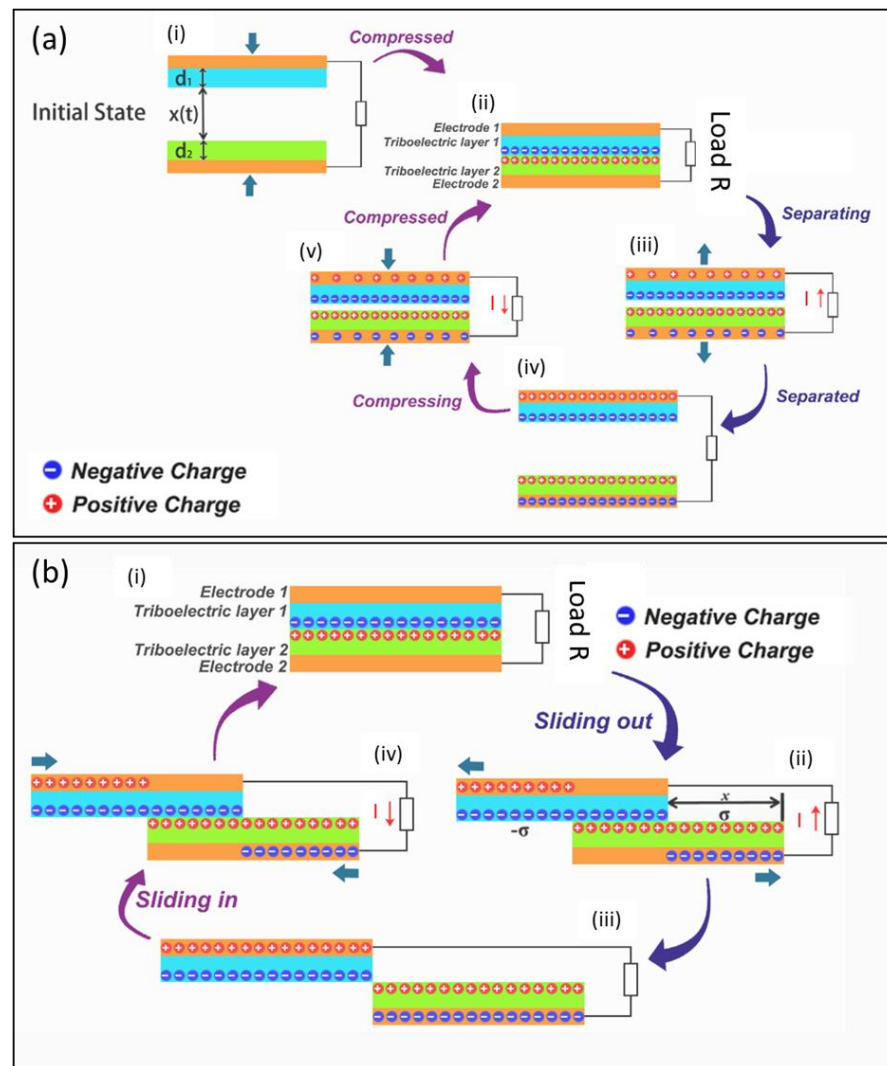 (a)
(i)
Compressed
d₁
Initial State
x(t)
d₂
(ii)
Electrode 1
Triboelectric layer 1
Triboelectric layer 2
Electrode 2
Load R
Compressed
Separating
(v)
(iii)
I
I
(iv)
Compressing
Separated
Negative Charge
Positive Charge
(b)
(i)
Electrode 1
Triboelectric layer 1
Triboelectric layer 2
Electrode 2
Load R
Negative Charge
Positive Charge
Sliding out
(iv)
(ii)
I
x
σ
-σ
I
Sliding in
(iii)